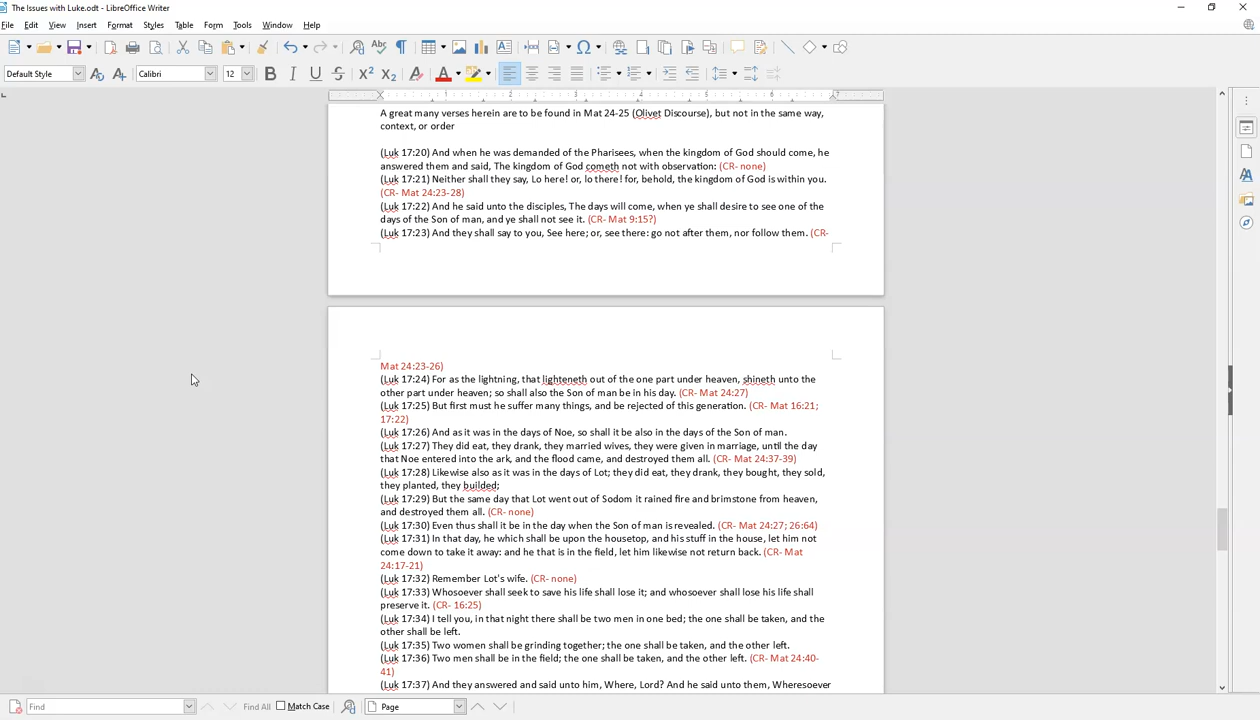 The Issues with Luke.odt - LibreOffice Writer
File Edit View Insert Format Styles Table Form Tools Window Help
Default Style Calibri 12
1 2 3 4 5 6 7
A great many verses herein are to be found in Mat 24-25 (Olivet Discourse), but not in the same way,
context, or order
(Luk 17:20) And when he was demanded of the Pharisees, when the kingdom of God should come, he
answered them and said, The kingdom of God cometh not with observation: (CR- none)
(Luk 17:21) Neither shall they say, Lo here! or, lo there! for, behold, the kingdom of God is within you.
(CR- Mat 24:23-28)
(Luk 17:22) And he said unto the disciples, The days will come, when ye shall desire to see one of the
days of the Son of man, and ye shall not see it. (CR- Mat 9:15?)
(Luk 17:23) And they shall say to you, See here; or, see there: go not after them, nor follow them. (CR-
Mat 24:23-26)
(Luk 17:24) For as the lightning, that lighteneth out of the one part under heaven, shineth unto the
other part under heaven; so shall also the Son of man be in his day. (CR- Mat 24:27)
(Luk 17:25) But first must he suffer many things, and be rejected of this generation. (CR- Mat 16:21;
17:22)
(Luk 17:26) And as it was in the days of Noe, so shall it be also in the days of the Son of man.
(Luk 17:27) They did eat, they drank, they married wives, they were given in marriage, until the day
that Noe entered into the ark, and the flood came, and destroyed them all. (CR- Mat 24:37-39)
(Luk 17:28) Likewise also as it was in the days of Lot; they did eat, they drank, they bought, they sold,
they planted, they builded;
(Luk 17:29) But the same day that Lot went out of Sodom it rained fire and brimstone from heaven,
and destroyed them all. (CR- none)
(Luk 17:30) Even thus shall it be in the day when the Son of man is revealed. (CR- Mat 24:27; 26:64)
(Luk 17:31) In that day, he which shall be upon the housetop, and his stuff in the house, let him not
come down to take it away: and he that is in the field, let him likewise not return back. (CR- Mat
24:17-21)
(Luk 17:32) Remember Lot's wife. (CR- none)
(Luk 17:33) Whosoever shall seek to save his life shall lose it; and whosoever shall lose his life shall
preserve it. (CR- 16:25)
(Luk 17:34) I tell you, in that night there shall be two men in one bed; the one shall be taken, and the
other shall be left.
(Luk 17:35) Two women shall be grinding together; the one shall be taken, and the other left.
(Luk 17:36) Two men shall be in the field; the one shall be taken, and the other left. (CR- Mat 24:40-
41)
(Luk 17:37) And they answered and said unto him, Where, Lord? And he said unto them, Wheresoever
Find Find All Match Case Page